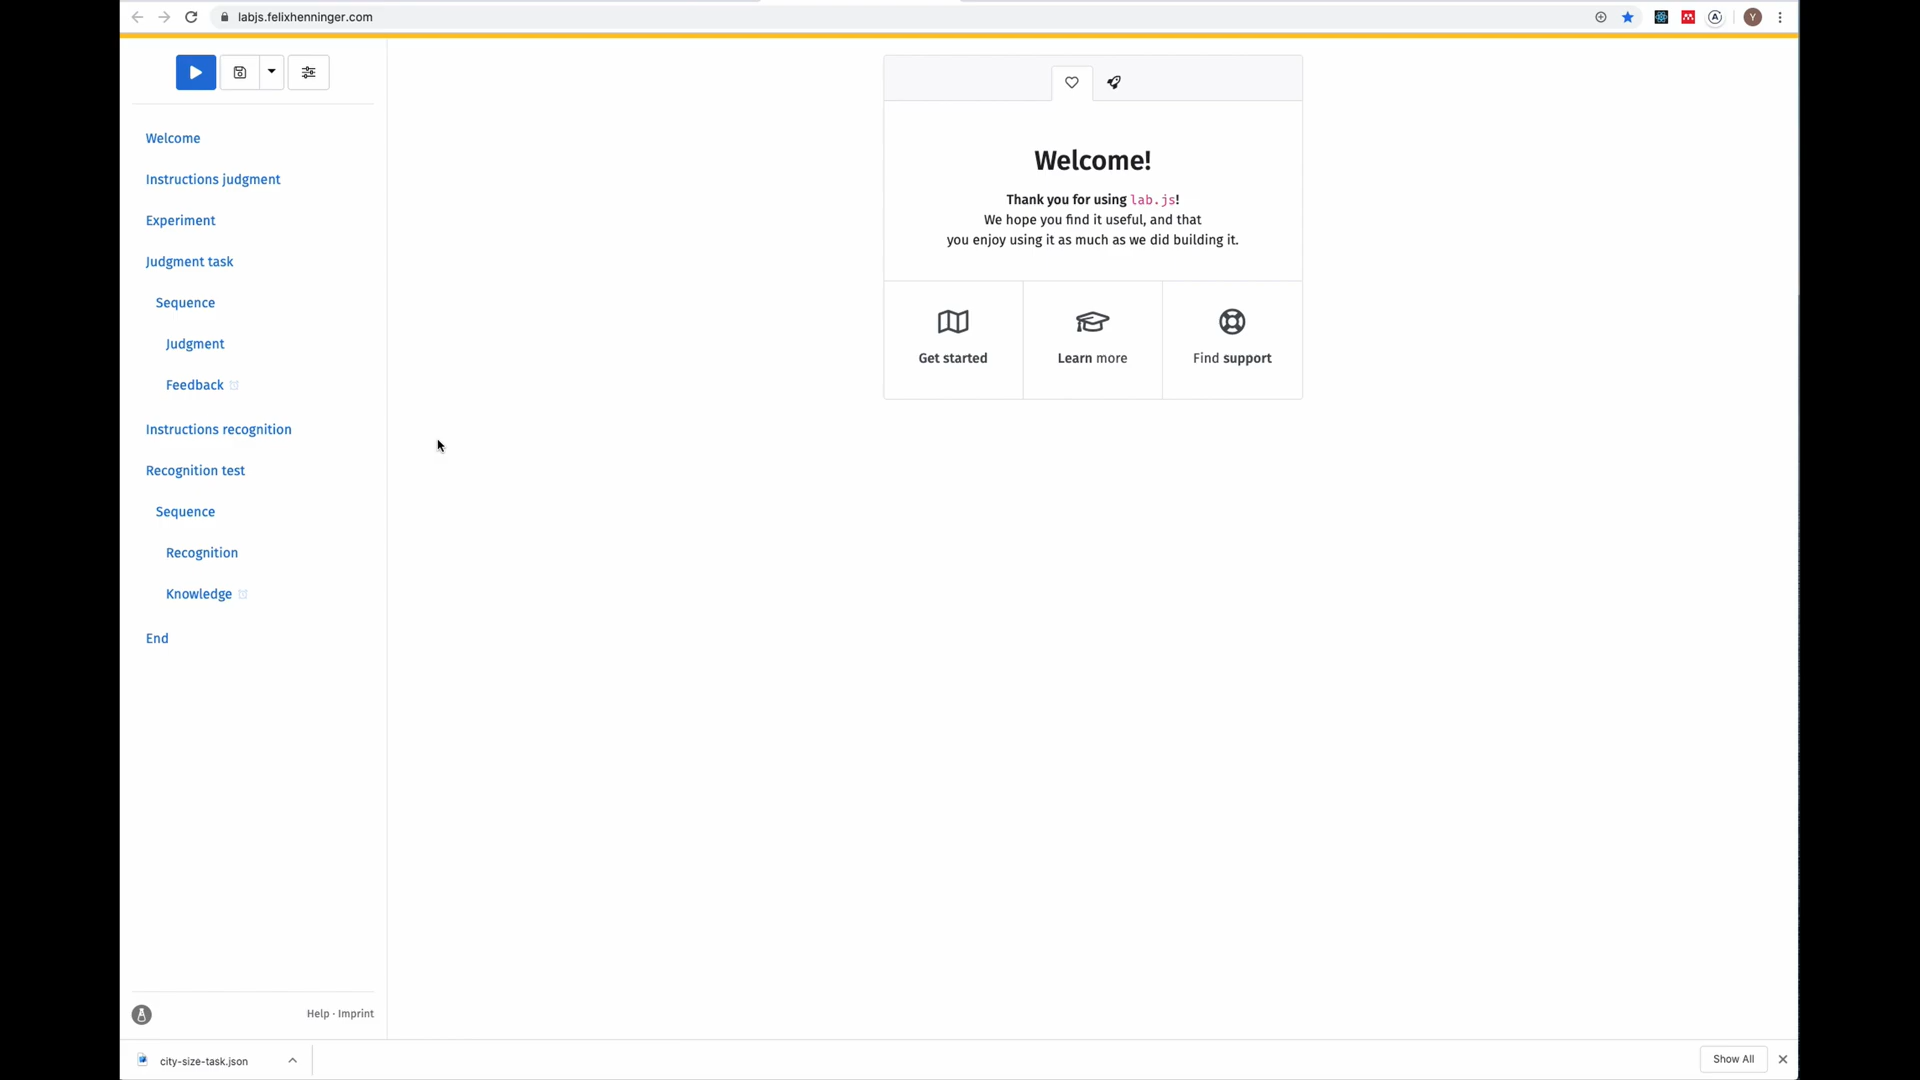 labjs.felixhenninger.com
Y
Welcome
Instructions judgment
Experiment
Judgment task
Sequence
Judgment
Feedback
Instructions recognition
Recognition test
Sequence
Recognition
Knowledge
End
Help · Imprint
Welcome!
Thank you for using lab.js!
We hope you find it useful, and that
you enjoy using it as much as we did building it.
Get started
Learn more
Find support
city-size-task.json
Show All